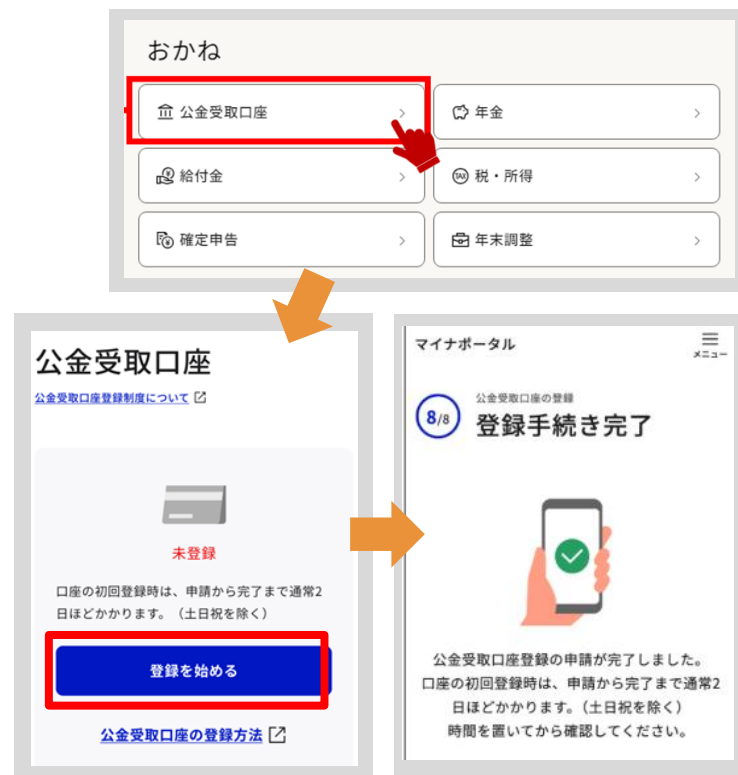 おかね
公金受取口座
年金
給付金
TAX 税・所得
確定申告
年末調整
公金受取口座
公金受取口座登録制度について
未登録
口座の初回登録時は、申請から完了まで通常2
日ほどかかります。（土日祝を除く）
登録を始める
公金受取口座の登録方法
マイナポータル
メニュー
8/8
公金受取口座の登録
登録手続き完了
公金受取口座登録の申請が完了しました。
口座の初回登録時は、申請から完了まで通常2
日ほどかかります。（土日祝を除く）
時間を置いてから確認してください。